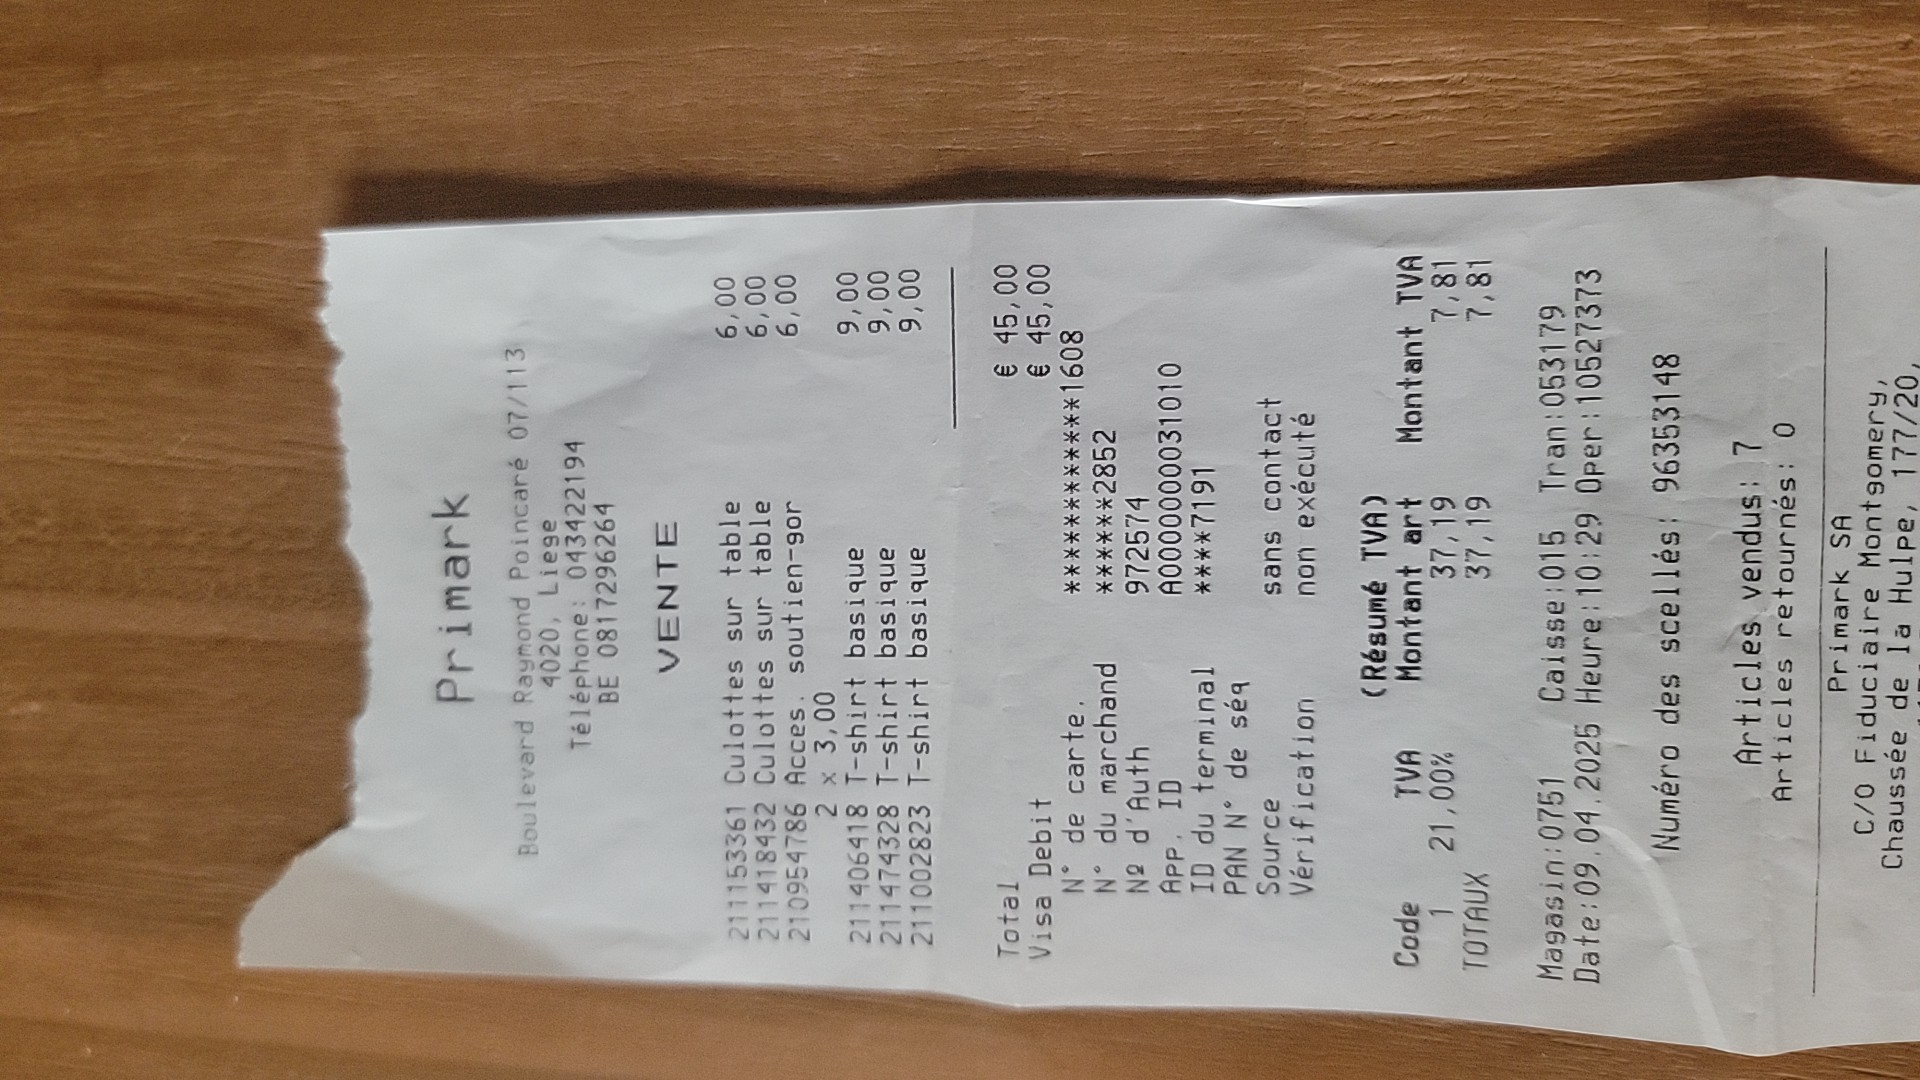 Primark
Boulevard Raymond Poincaré 07/113
4020, Liege
Téléphone: 043422194
BE 0817296264
VENTE
211153361 Culottes sur table 6,00
211418432 Culottes sur table 6,00
210954786 Acces. soutien-gor 6,00
2 x 3,00
211406418 T-shirt basique 9,00
211474328 T-shirt basique 9,00
211002823 T-shirt basique 9,00
Total € 45,00
Visa Debit € 45,00
N° de carte. ************1608
N° du marchand ******2852
Nº d'Auth 972574
App. ID A0000000031010
ID du terminal ****7191
PAN N° de séq
Source sans contact
Vérification non exécuté
(Résumé TVA)
Code TVA Montant art Montant TVA
1 21,00% 37,19 7,81
TOTAUX 37,19 7,81
Magasin:0751 Caisse:015 Tran:053179
Date:09.04.2025 Heure:10:29 Oper:10527373
Numéro des scellés: 96353148
Articles vendus: 7
Articles retournés: 0
Primark SA
C/O Fiduciaire Montgomery,
Chaussée de la Hulpe, 177/20,